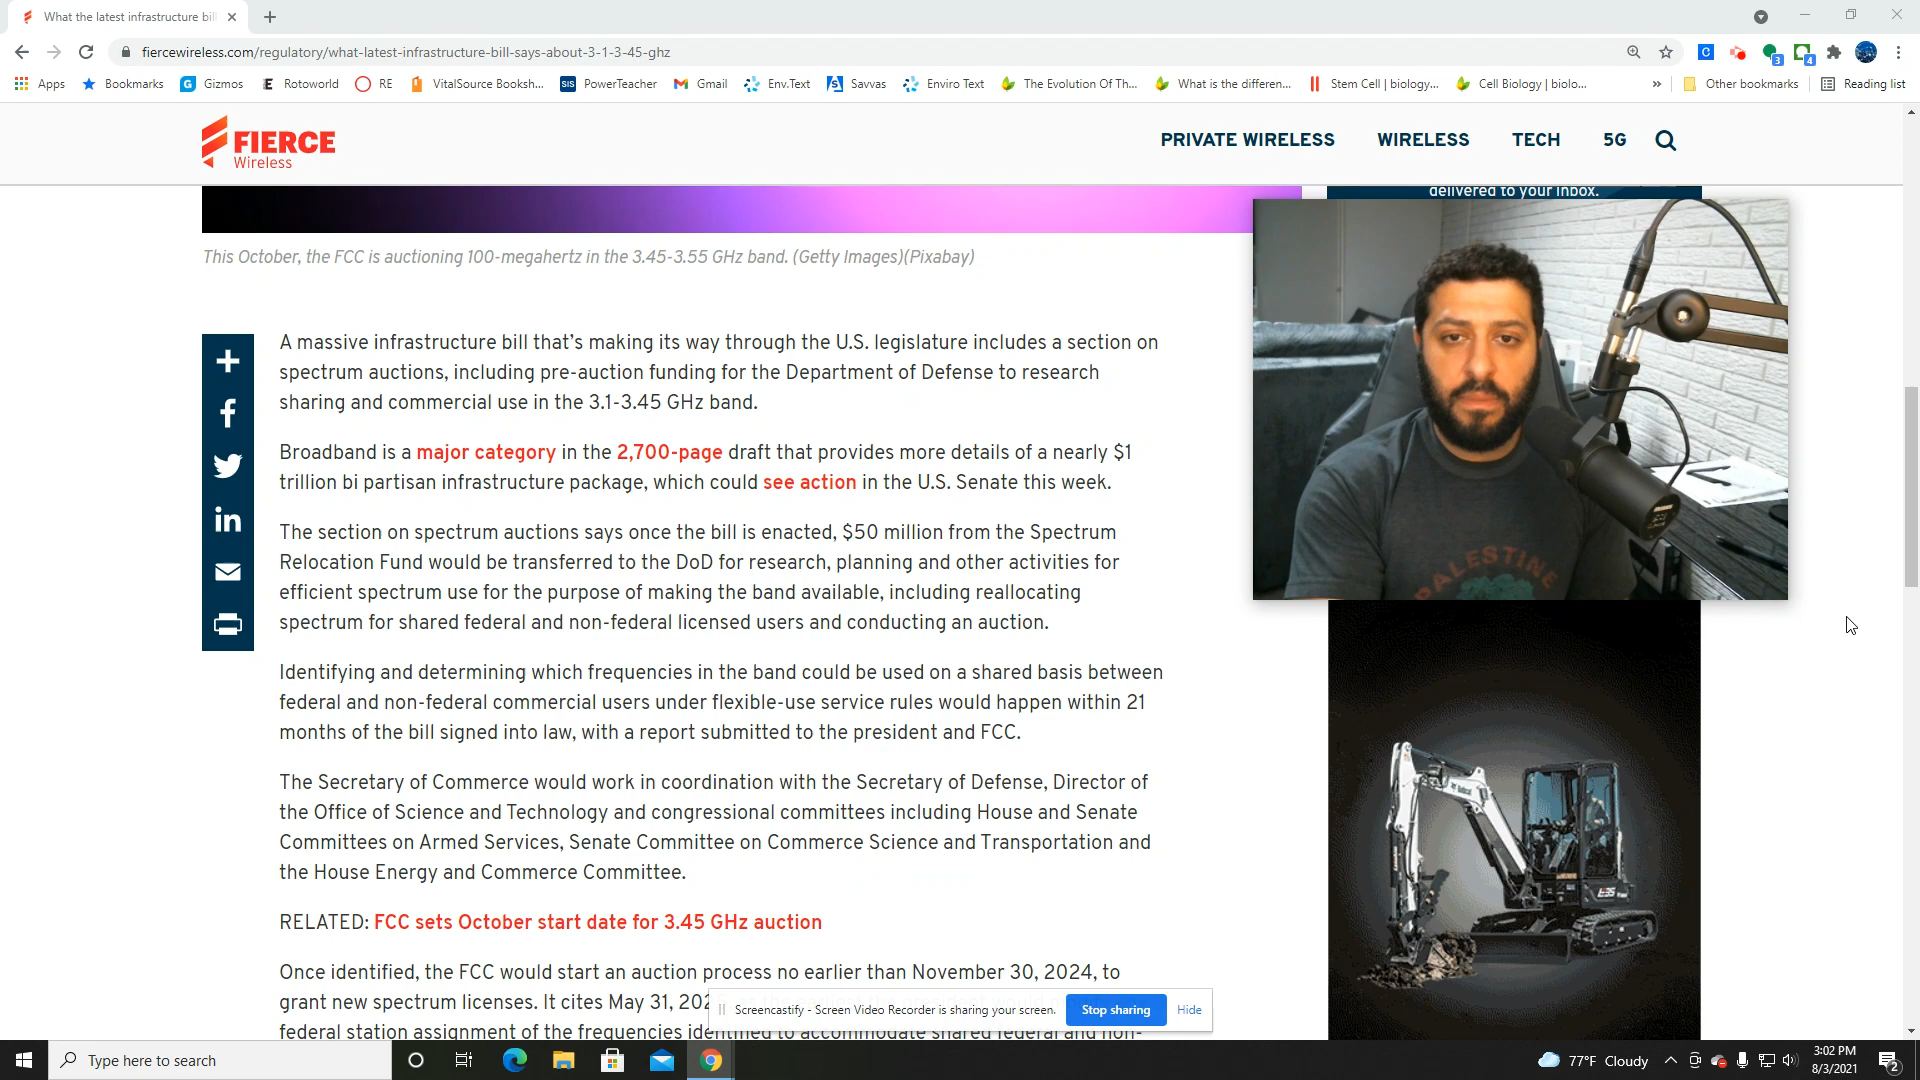 What the latest infrastructure bil
fiercewireless.com/regulatory/what-latest-infrastructure-bill-says-about-3-1-3-45-ghz
C
3
4
Apps
Bookmarks
G Gizmos
E Rotoworld
RE
VitalSource Booksh...
SIS PowerTeacher
Gmail
Env.Text
S Savvas
Enviro Text
The Evolution Of Th...
What is the differen...
Stem Cell | biology...
Cell Biology | biolo...
»
Other bookmarks
Reading list
FIERCE
Wireless
PRIVATE WIRELESS
WIRELESS
TECH
5G
delivered to your inbox.
This October, the FCC is auctioning 100-megahertz in the 3.45-3.55 GHz band. (Getty Images)(Pixabay)
A massive infrastructure bill that’s making its way through the U.S. legislature includes a section on
spectrum auctions, including pre-auction funding for the Department of Defense to research
sharing and commercial use in the 3.1-3.45 GHz band.
Broadband is a major category in the 2,700-page draft that provides more details of a nearly $1
trillion bi partisan infrastructure package, which could see action in the U.S. Senate this week.
The section on spectrum auctions says once the bill is enacted, $50 million from the Spectrum
Relocation Fund would be transferred to the DoD for research, planning and other activities for
efficient spectrum use for the purpose of making the band available, including reallocating
spectrum for shared federal and non-federal licensed users and conducting an auction.
Identifying and determining which frequencies in the band could be used on a shared basis between
federal and non-federal commercial users under flexible-use service rules would happen within 21
months of the bill signed into law, with a report submitted to the president and FCC.
The Secretary of Commerce would work in coordination with the Secretary of Defense, Director of
the Office of Science and Technology and congressional committees including House and Senate
Committees on Armed Services, Senate Committee on Commerce Science and Transportation and
the House Energy and Commerce Committee.
RELATED: FCC sets October start date for 3.45 GHz auction
Once identified, the FCC would start an auction process no earlier than November 30, 2024, to
grant new spectrum licenses. It cites May 31, 202
federal station assignment of the frequencies identified to accommodate shared federal and non-
PALESTINE
Bobcat
E35
Screencastify - Screen Video Recorder is sharing your screen.
Stop sharing
Hide
Type here to search
77°F Cloudy
3:02 PM
8/3/2021
2